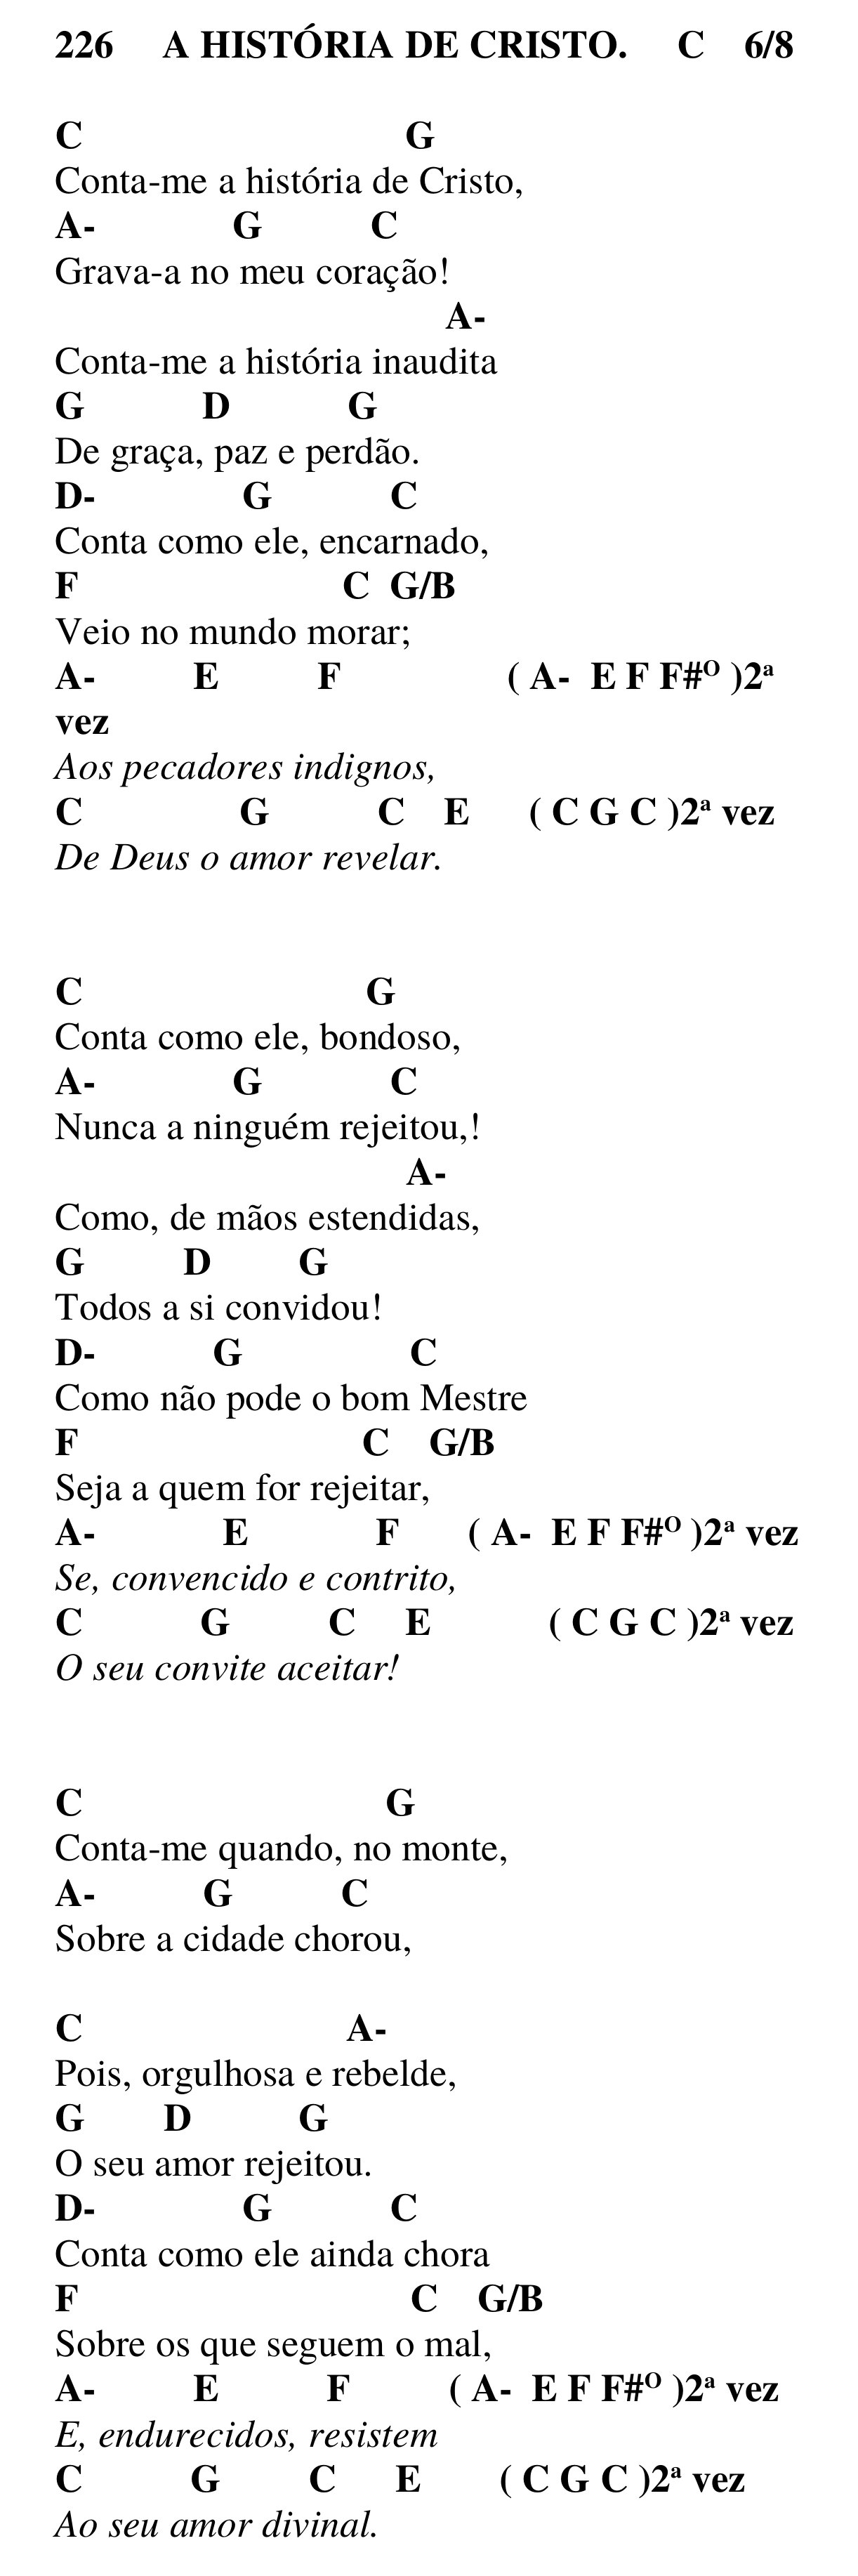 226 A HISTÓRIA DE CRISTO. C 6/8
C G
Conta-me a história de Cristo,
A- G C
Grava-a no meu coração!
A-
Conta-me a história inaudita
G D G
De graça, paz e perdão.
D- G C
Conta como ele, encarnado,
F C G/B
Veio no mundo morar;
A- E F ( A- E F F#º )2ª
vez
Aos pecadores indignos,
C G C E ( C G C )2ª vez
De Deus o amor revelar.
C G
Conta como ele, bondoso,
A- G C
Nunca a ninguém rejeitou,!
A-
Como, de mãos estendidas,
G D G
Todos a si convidou!
D- G C
Como não pode o bom Mestre
F C G/B
Seja a quem for rejeitar,
A- E F ( A- E F F#º )2ª vez
Se, convencido e contrito,
C G C E ( C G C )2ª vez
O seu convite aceitar!
C G
Conta-me quando, no monte,
A- G C
Sobre a cidade chorou,
C A-
Pois, orgulhosa e rebelde,
G D G
O seu amor rejeitou.
D- G C
Conta como ele ainda chora
F C G/B
Sobre os que seguem o mal,
A- E F ( A- E F F#º )2ª vez
E, endurecidos, resistem
C G C E ( C G C )2ª vez
Ao seu amor divinal.